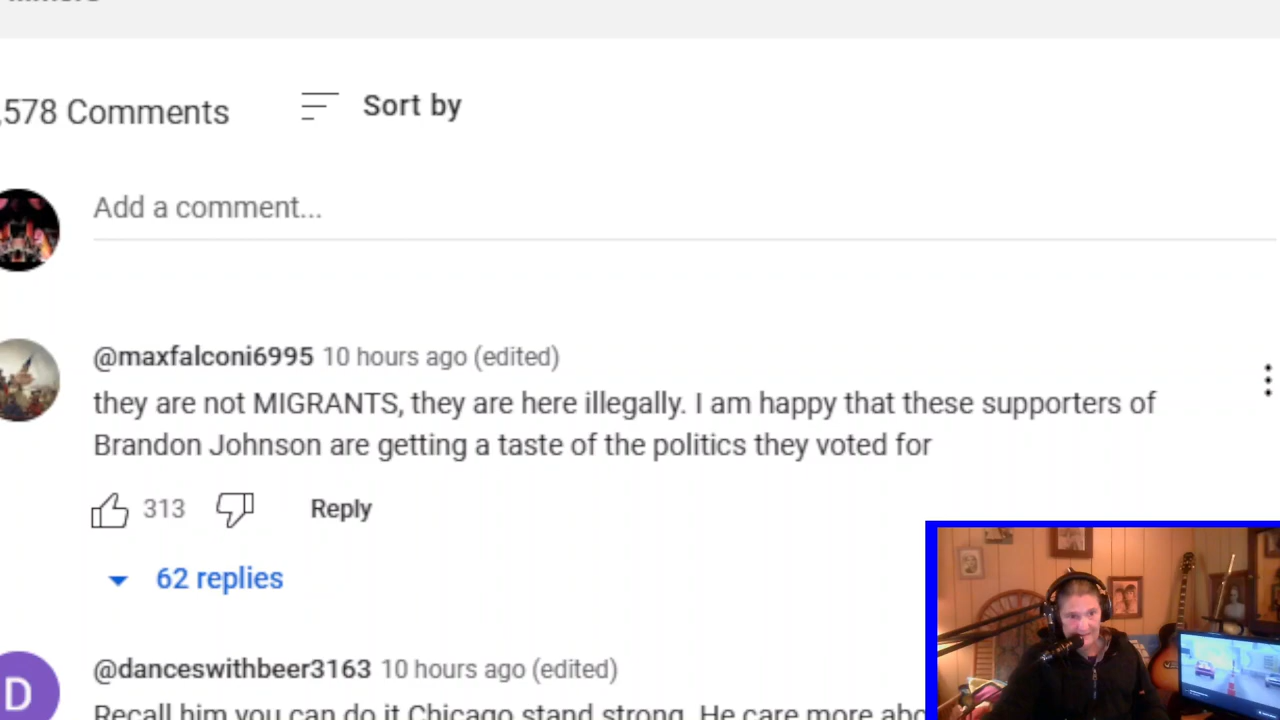 ,578 Comments
Sort by
Add a comment...
@maxfalconi6995 10 hours ago (edited)
they are not MIGRANTS, they are here illegally. I am happy that these supporters of
Brandon Johnson are getting a taste of the politics they voted for
313
Reply
62 replies
D
@danceswithbeer3163 10 hours ago (edited)
Recall him you can do it Chicago stand strong. He care more abo